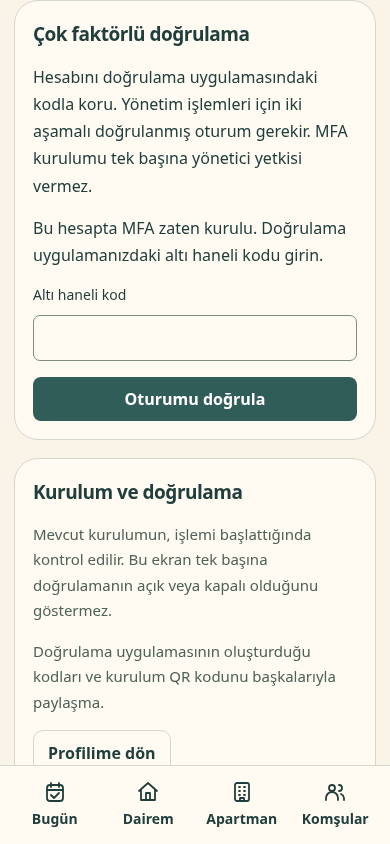 Çok faktörlü doğrulama
Hesabını doğrulama uygulamasındaki
kodla koru. Yönetim işlemleri için iki
aşamalı doğrulanmış oturum gerekir. MFA
kurulumu tek başına yönetici yetkisi
vermez.
Bu hesapta MFA zaten kurulu. Doğrulama
uygulamanızdaki altı haneli kodu girin.
Altı haneli kod
Oturumu doğrula
Kurulum ve doğrulama
Mevcut kurulumun, işlemi başlattığında
kontrol edilir. Bu ekran tek başına
doğrulamanın açık veya kapalı olduğunu
göstermez.
Doğrulama uygulamasının oluşturduğu
kodları ve kurulum QR kodunu başkalarıyla
paylaşma.
Profilime dön
Bugün Dairem Apartman Komşular